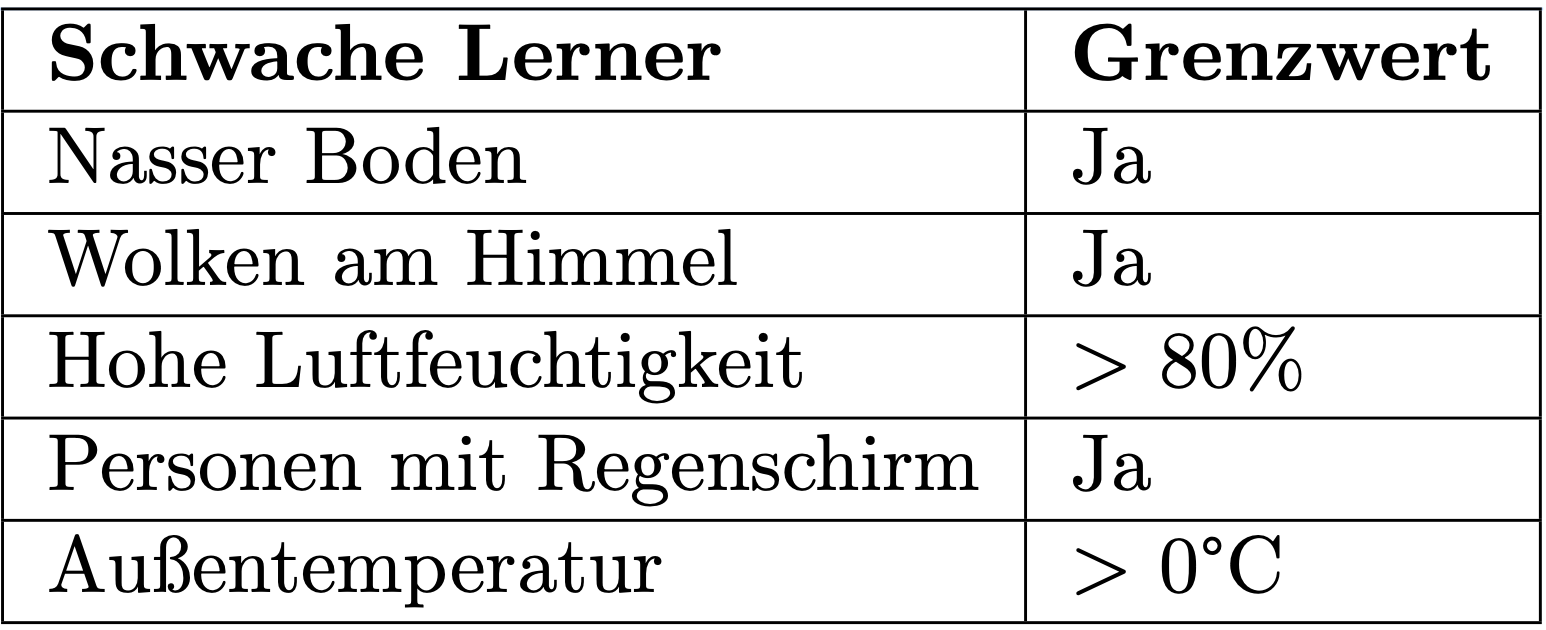 Schwache Lerner Grenzwert
Nasser Boden Ja
Wolken am Himmel Ja
Hohe Luftfeuchtigkeit > 80%
Personen mit Regenschirm Ja
Außentemperatur > 0°C